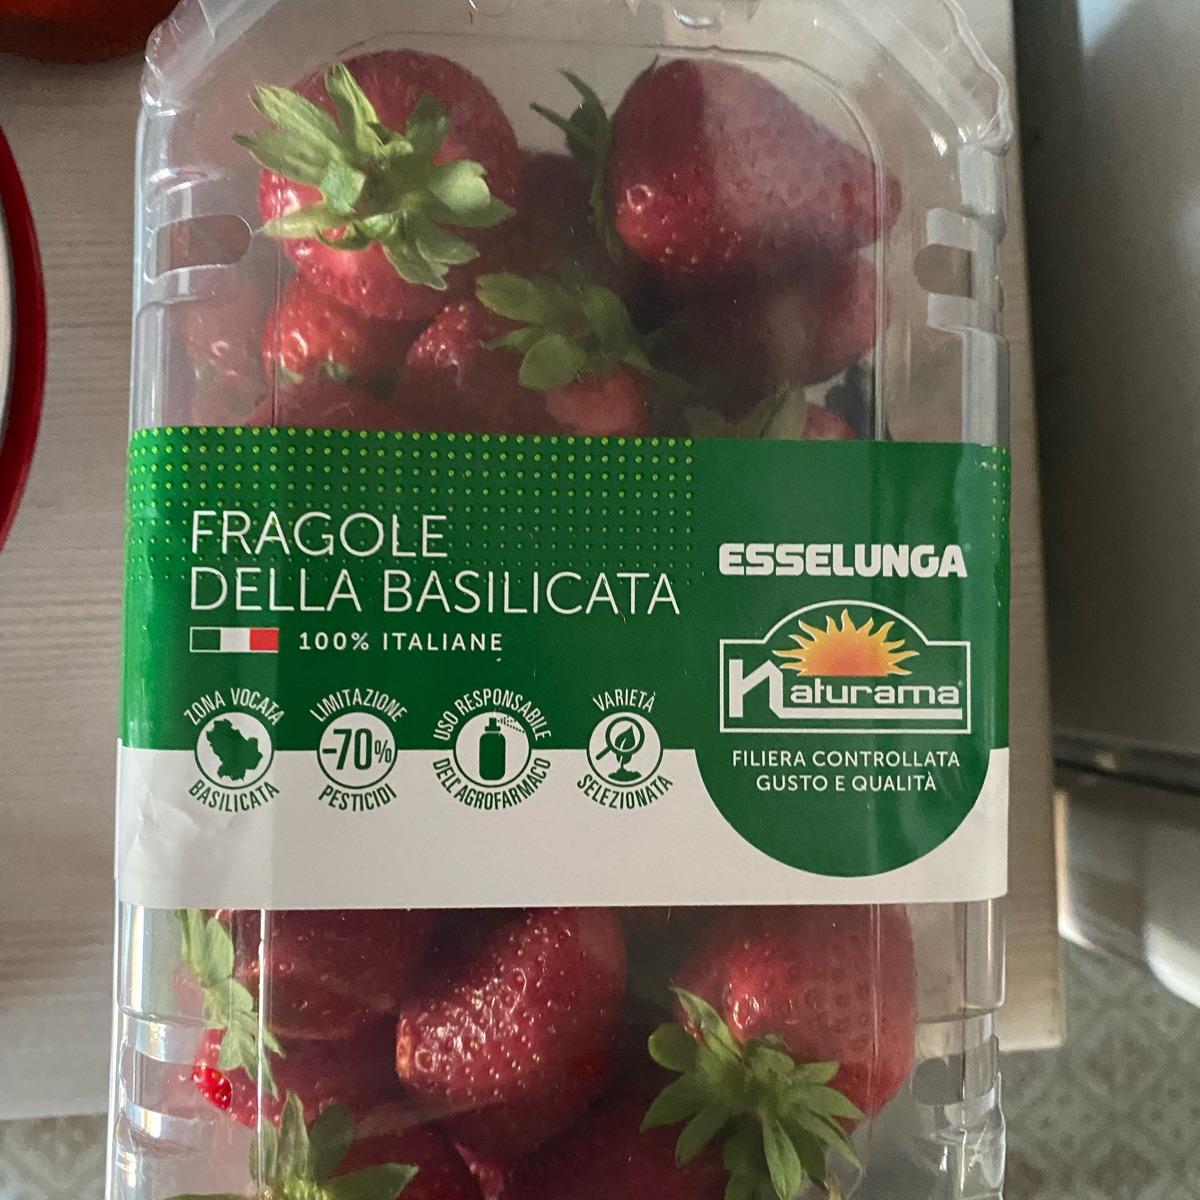 FRAGOLE
DELLA BASILICATA
100% ITALIANE
ZONA VOCATA
BASILICATA
LIMITAZIONE
-70%
PESTICIDI
USO RESPONSABILE
DELL'AGROFARMACO
VARIETÀ
SELEZIONATA
ESSELUNGA®
Naturama®
FILIERA CONTROLLATA
GUSTO E QUALITÀ